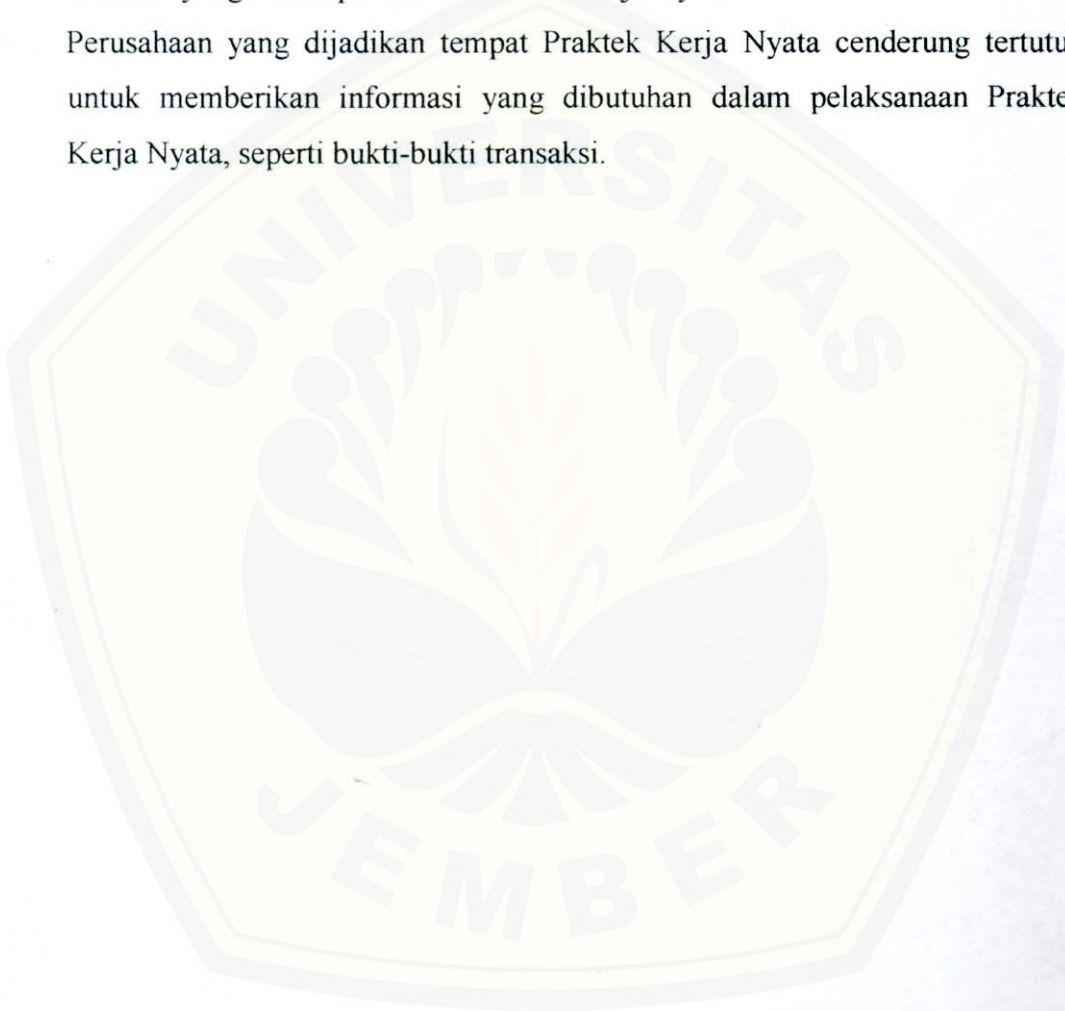 Perusahaan yang dijadikan tempat Praktek Kerja Nyata cenderung tertutu
untuk memberikan informasi yang dibutuhan dalam pelaksanaan Prakte
Kerja Nyata, seperti bukti-bukti transaksi.
UNIVERSITAS
JEMBER